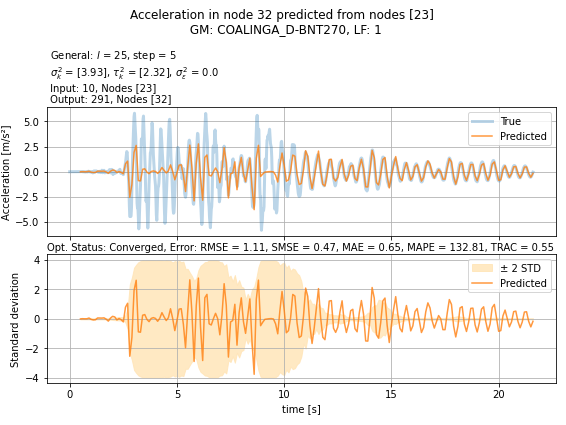 Acceleration in node 32 predicted from nodes [23]
GM: COALINGA_D-BNT270, LF: 1
General: l = 25, step = 5
σ²ₖ = [3.93], τ²ₖ = [2.32], σ²ε = 0.0
Input: 10, Nodes [23]
Output: 291, Nodes [32]
Acceleration [m/s²]
5.0
2.5
0.0
−2.5
−5.0
True
Predicted
Opt. Status: Converged, Error: RMSE = 1.11, SMSE = 0.47, MAE = 0.65, MAPE = 132.81, TRAC = 0.55
Standard deviation
4
2
0
−2
−4
± 2 STD
Predicted
0
5
10
15
20
time [s]